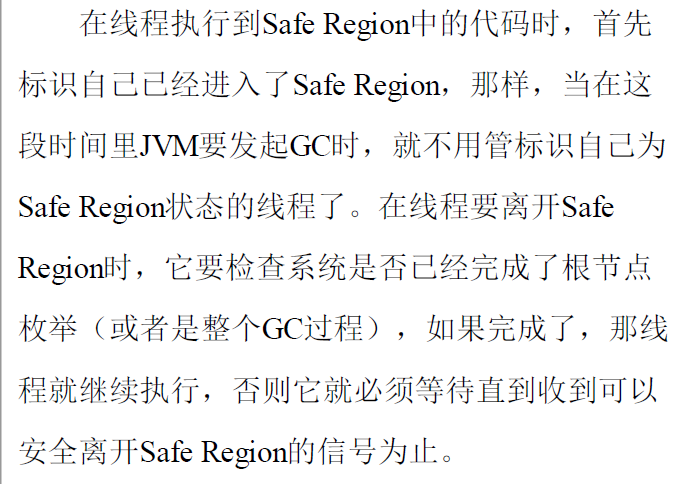 在线程执行到Safe Region中的代码时，首先
标识自己已经进入了Safe Region，那样，当在这
段时间里JVM要发起GC时，就不用管标识自己为
Safe Region状态的线程了。在线程要离开Safe
Region时，它要检查系统是否已经完成了根节点
枚举（或者是整个GC过程），如果完成了，那线
程就继续执行，否则它就必须等待直到收到可以
安全离开Safe Region的信号为止。